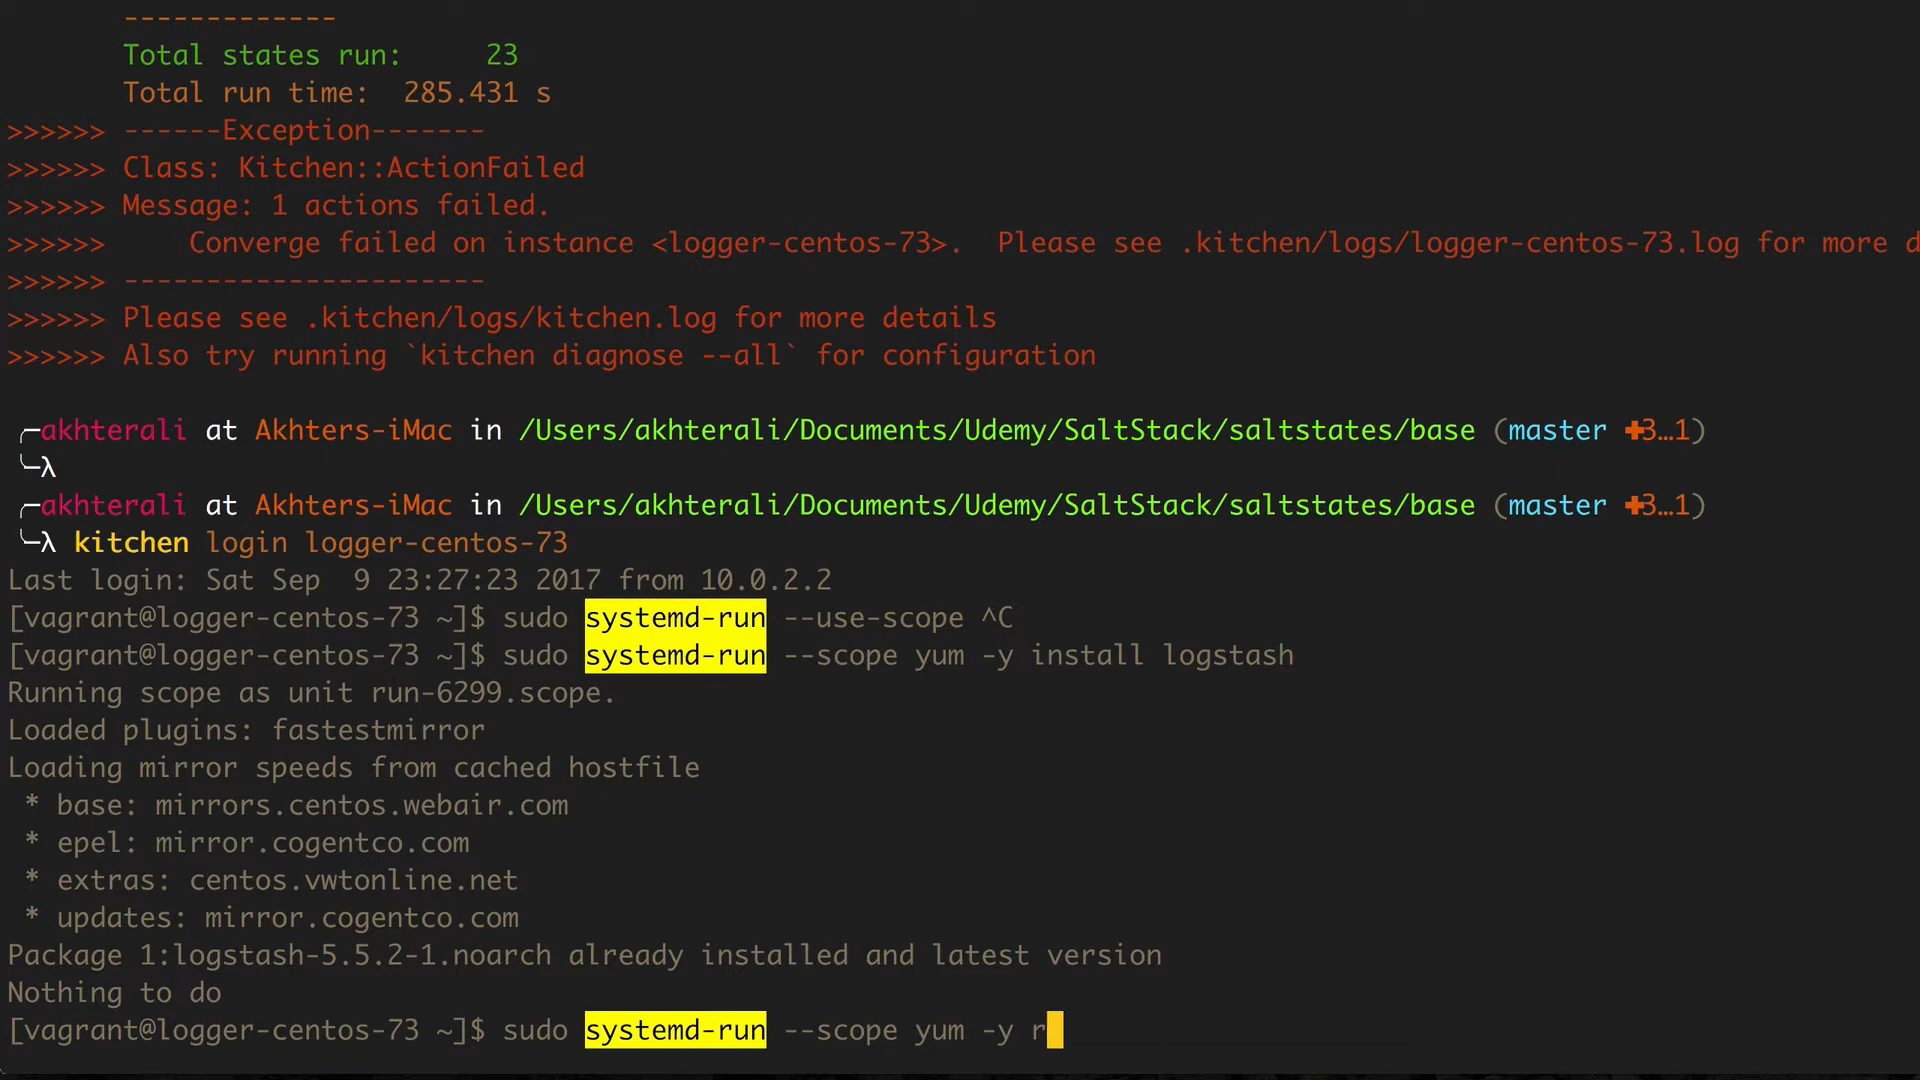 -------------
Total states run:     23
Total run time:  285.431 s
>>>>>> ------Exception-------
>>>>>> Class: Kitchen::ActionFailed
>>>>>> Message: 1 actions failed.
>>>>>>     Converge failed on instance <logger-centos-73>.  Please see .kitchen/logs/logger-centos-73.log for more d
>>>>>> ----------------------
>>>>>> Please see .kitchen/logs/kitchen.log for more details
>>>>>> Also try running `kitchen diagnose --all` for configuration
╭─akhterali at Akhters-iMac in /Users/akhterali/Documents/Udemy/SaltStack/saltstates/base (master ✚3…1)
╰─λ
╭─akhterali at Akhters-iMac in /Users/akhterali/Documents/Udemy/SaltStack/saltstates/base (master ✚3…1)
╰─λ kitchen login logger-centos-73
Last login: Sat Sep  9 23:27:23 2017 from 10.0.2.2
[vagrant@logger-centos-73 ~]$ sudo systemd-run --use-scope ^C
[vagrant@logger-centos-73 ~]$ sudo systemd-run --scope yum -y install logstash
Running scope as unit run-6299.scope.
Loaded plugins: fastestmirror
Loading mirror speeds from cached hostfile
 * base: mirrors.centos.webair.com
 * epel: mirror.cogentco.com
 * extras: centos.vwtonline.net
 * updates: mirror.cogentco.com
Package 1:logstash-5.5.2-1.noarch already installed and latest version
Nothing to do
[vagrant@logger-centos-73 ~]$ sudo systemd-run --scope yum -y r